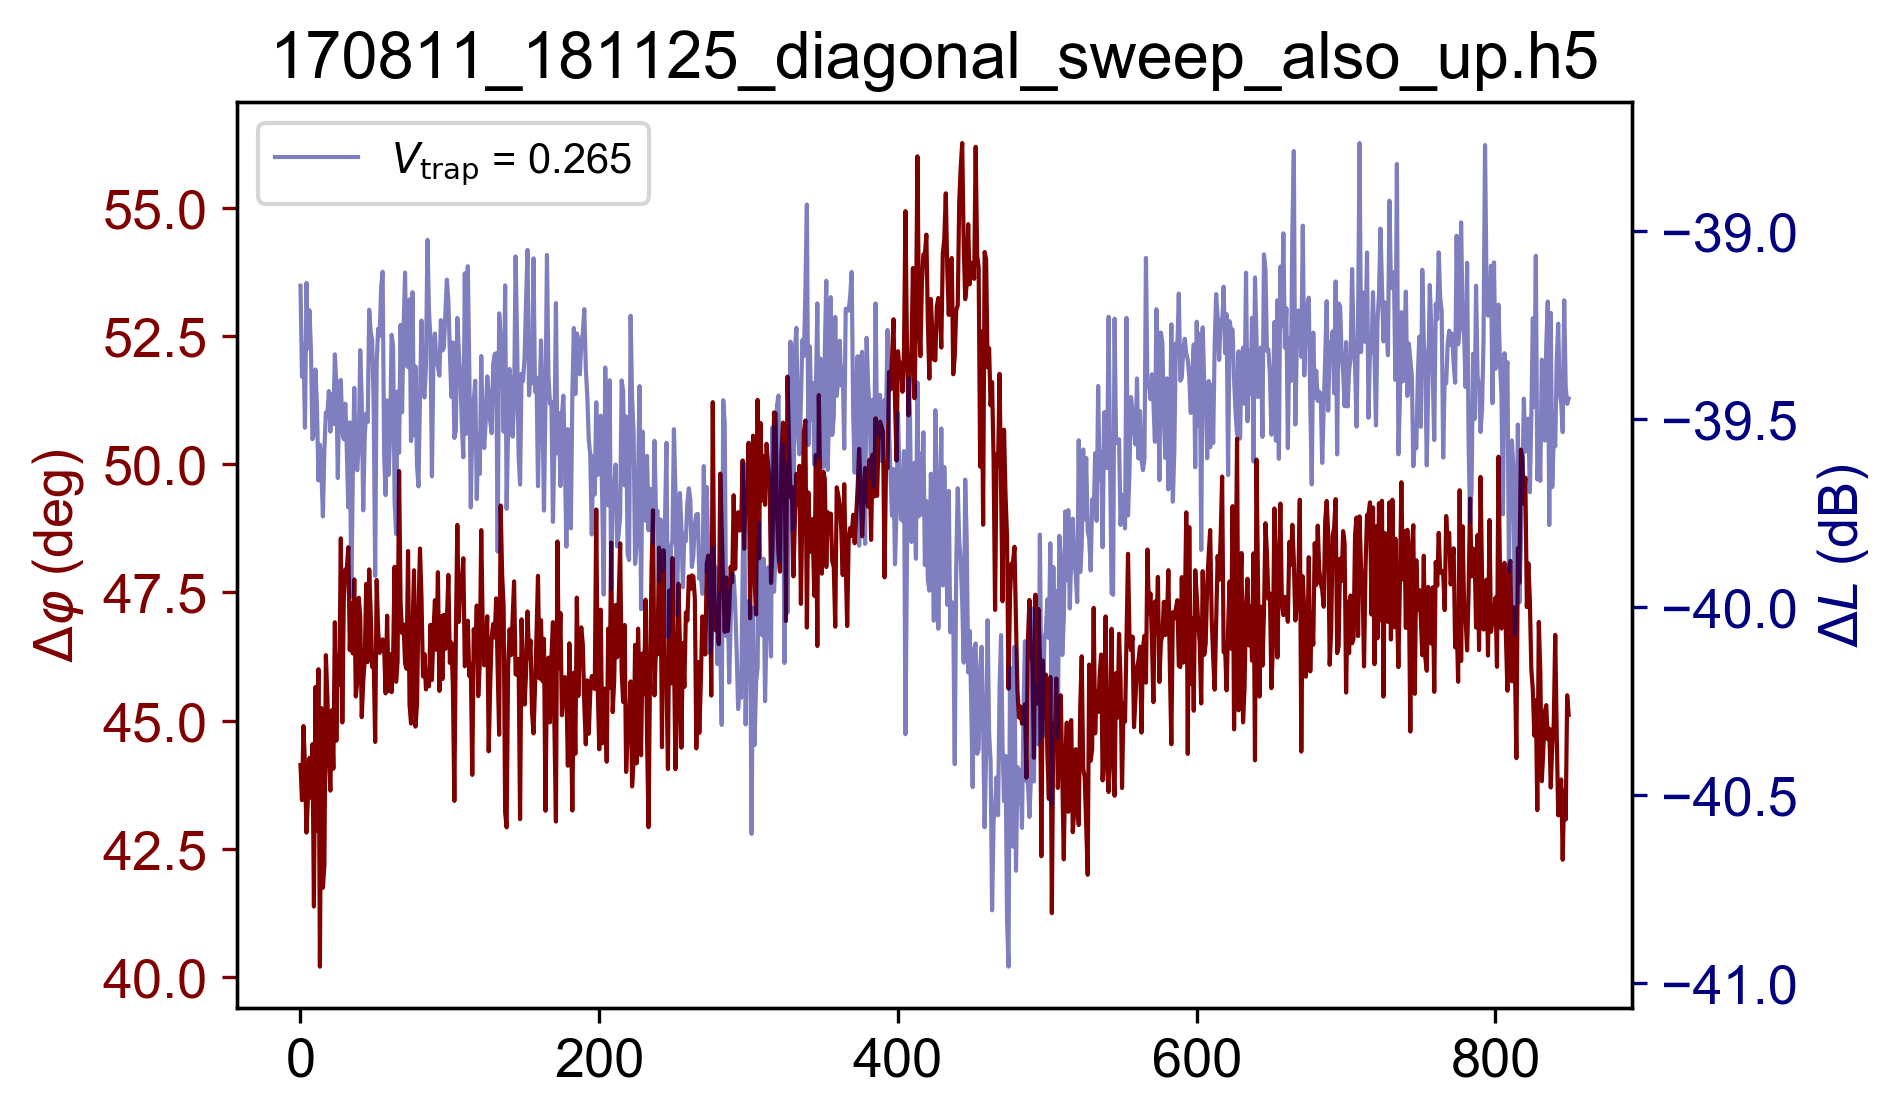 170811_181125_diagonal_sweep_also_up.h5
V_trap = 0.265
55.0
52.5
50.0
47.5
45.0
42.5
40.0
Δφ (deg)
−39.0
−39.5
−40.0
−40.5
−41.0
ΔL (dB)
0 200 400 600 800